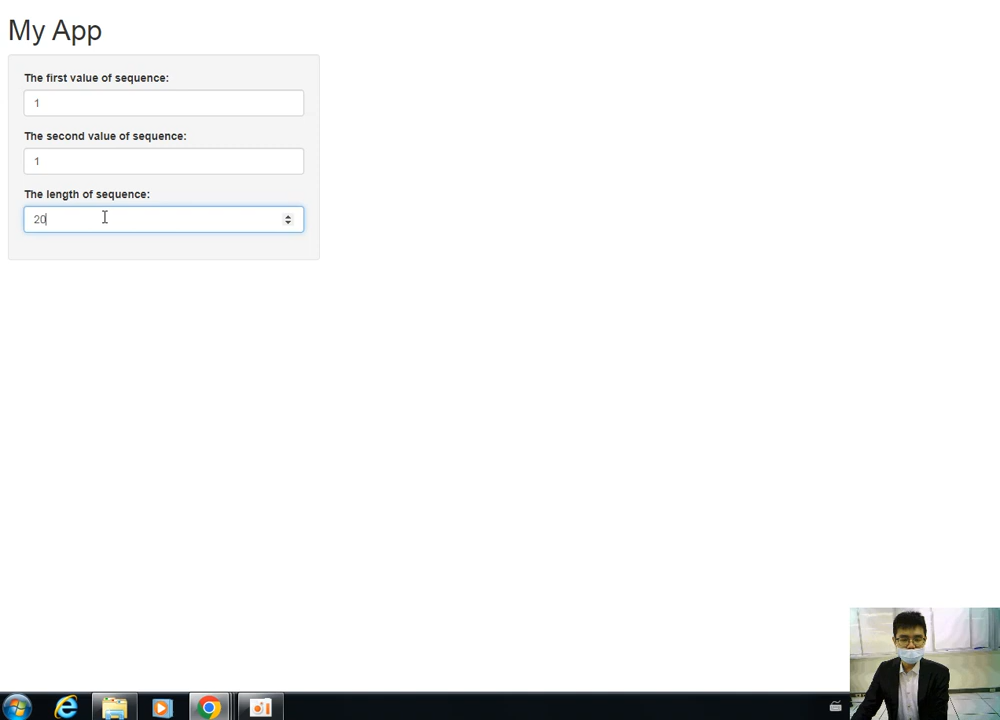 My App
The first value of sequence:
1
The second value of sequence:
1
The length of sequence:
20